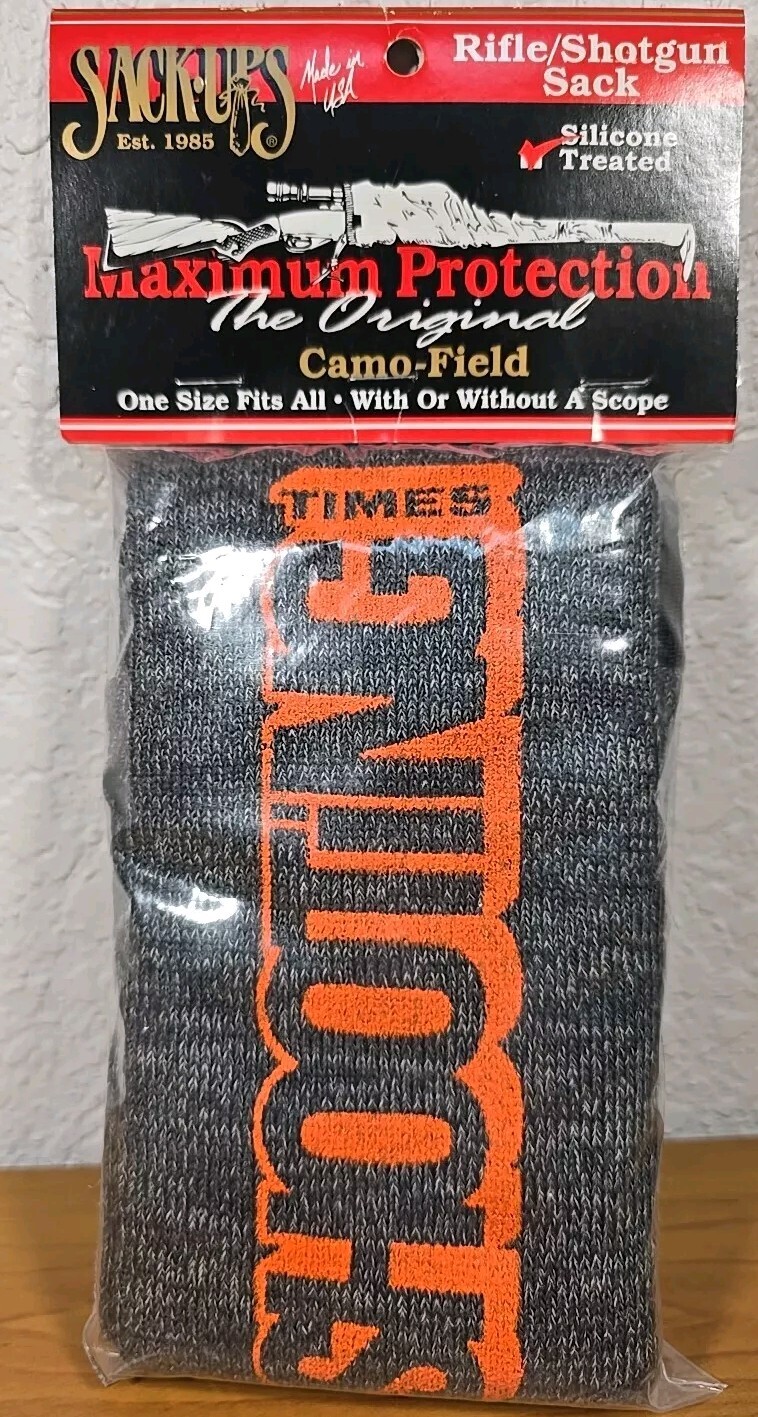 SACK-UPS
Est. 1985 ®
Made in
USA
Rifle/Shotgun
Sack
Silicone
Treated
Maximum Protection
The Original
Camo-Field
One Size Fits All • With Or Without A Scope
SHOOTING
TIMES